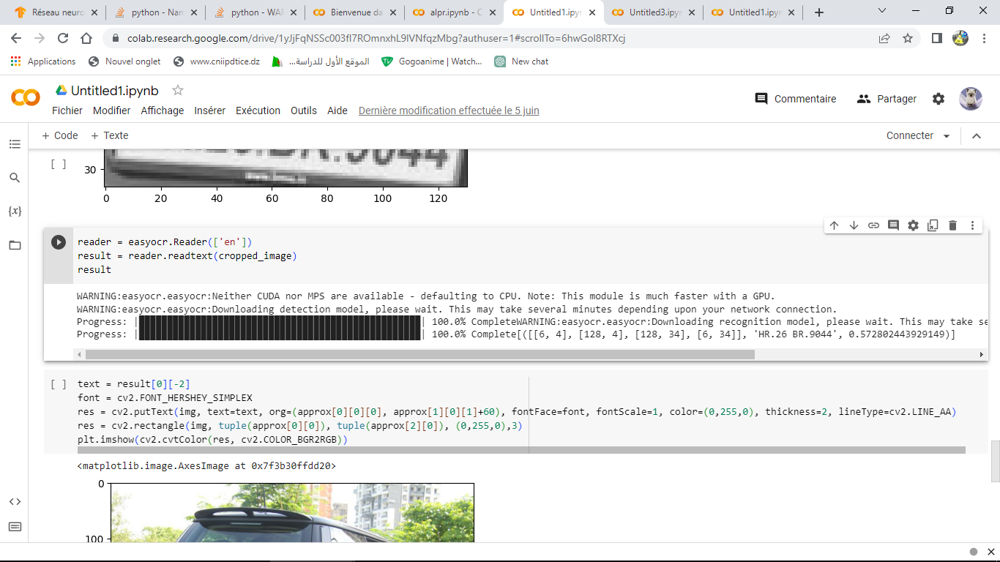 Réseau neuro
python - Nam
python - WAR
Bienvenue da
alpr.ipynb - C
Untitled1.ipyn
Untitled3.ipyn
Untitled1.ipyn
colab.research.google.com/drive/1yJjFqNSSc003fI7ROmnxhL9IVNfqzMbg?authuser=1#scrollTo=6hwGol8RTXcj
Applications
Nouvel onglet
www.cniipdtice.dz
الموقع الأول للدراسة...
Gogoanime | Watch...
New chat
Untitled1.ipynb
Commentaire
Partager
Fichier Modifier Affichage Insérer Exécution Outils Aide Dernière modification effectuée le 5 juin
+ Code + Texte
Connecter
[ ]
30
0 20 40 60 80 100 120
{x}
reader = easyocr.Reader(['en'])
result = reader.readtext(cropped_image)
result
WARNING:easyocr.easyocr:Neither CUDA nor MPS are available - defaulting to CPU. Note: This module is much faster with a GPU.
WARNING:easyocr.easyocr:Downloading detection model, please wait. This may take several minutes depending upon your network connection.
Progress: |██████████████████████████████████████████████████| 100.0% CompleteWARNING:easyocr.easyocr:Downloading recognition model, please wait. This may take se
Progress: |██████████████████████████████████████████████████| 100.0% Complete[([[6, 4], [128, 4], [128, 34], [6, 34]], 'HR.26 BR.9044', 0.572802443929149)]
[ ]
text = result[0][-2]
font = cv2.FONT_HERSHEY_SIMPLEX
res = cv2.putText(img, text=text, org=(approx[0][0][0], approx[1][0][1]+60), fontFace=font, fontScale=1, color=(0,255,0), thickness=2, lineType=cv2.LINE_AA)
res = cv2.rectangle(img, tuple(approx[0][0]), tuple(approx[2][0]), (0,255,0),3)
plt.imshow(cv2.cvtColor(res, cv2.COLOR_BGR2RGB))
<matplotlib.image.AxesImage at 0x7f3b30ffdd20>
0
100